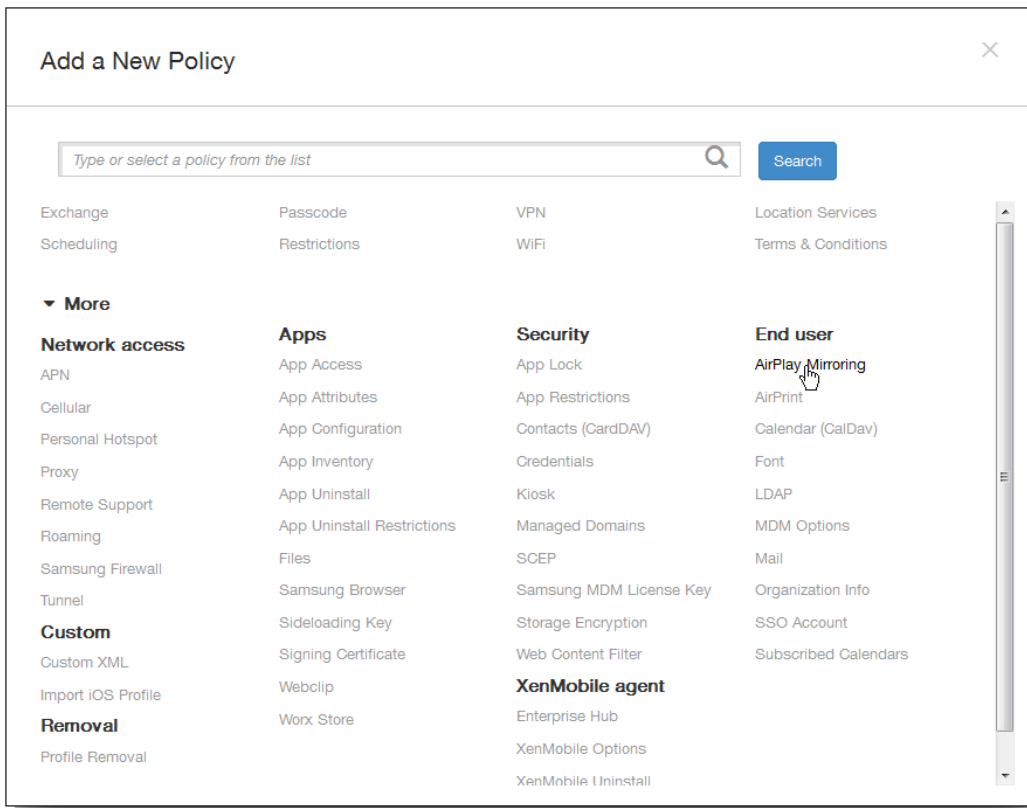 Add a New Policy
Type or select a policy from the list
Search
Exchange
Passcode
VPN
Location Services
Scheduling
Restrictions
WiFi
Terms & Conditions
More
Network access
APN
Cellular
Personal Hotspot
Proxy
Remote Support
Roaming
Samsung Firewall
Tunnel
Custom
Custom XML
Import iOS Profile
Removal
Profile Removal
Apps
App Access
App Attributes
App Configuration
App Inventory
App Uninstall
App Uninstall Restrictions
Files
Samsung Browser
Sideloading Key
Signing Certificate
Webclip
Worx Store
Security
App Lock
App Restrictions
Contacts (CardDAV)
Credentials
Kiosk
Managed Domains
SCEP
Samsung MDM License Key
Storage Encryption
Web Content Filter
XenMobile agent
Enterprise Hub
XenMobile Options
XenMobile Uninstall
End user
AirPlay Mirroring
AirPrint
Calendar (CalDav)
Font
LDAP
MDM Options
Mail
Organization Info
SSO Account
Subscribed Calendars